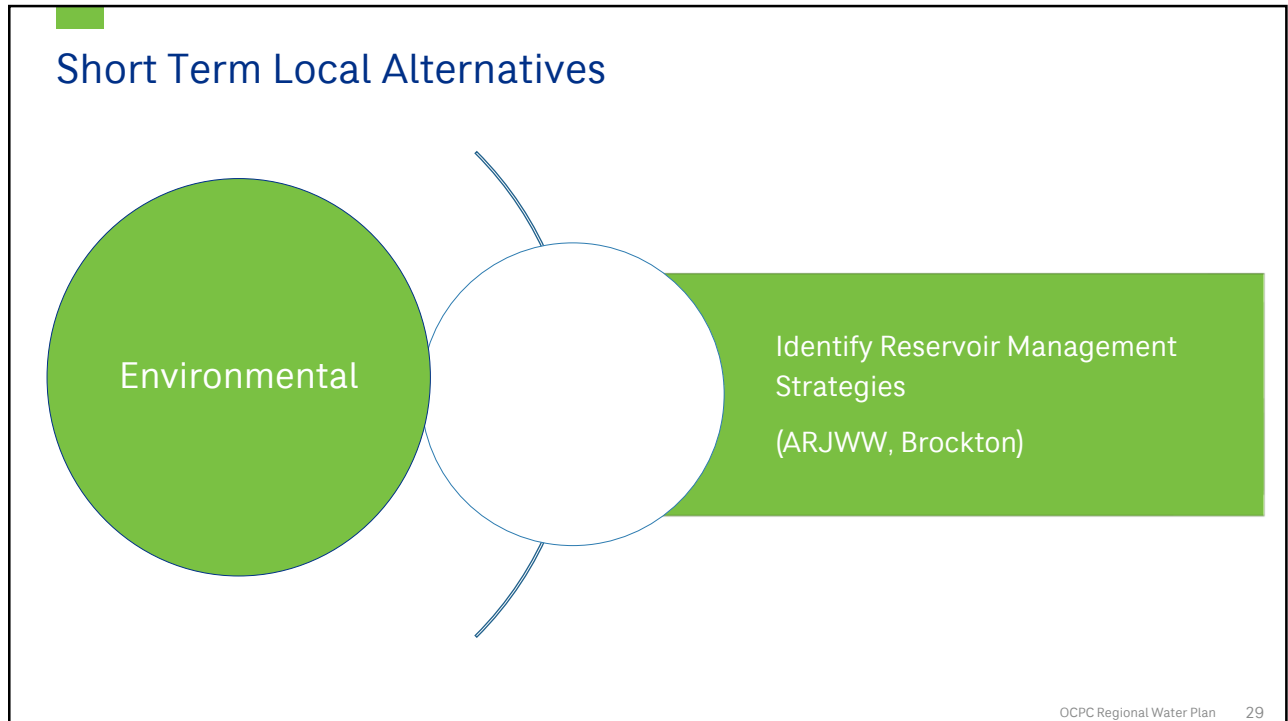 Short Term Local Alternatives
Environmental
Identify Reservoir Management
Strategies
(ARJWW, Brockton)
OCPC Regional Water Plan 29